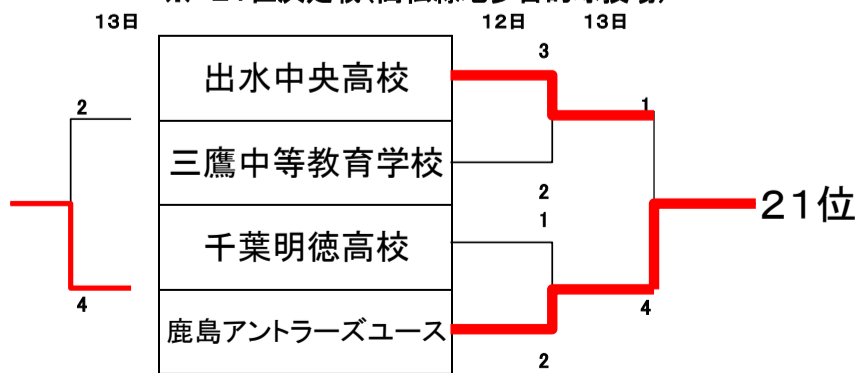 13日
12日
13日
3
出水中央高校
2
1
三鷹中等教育学校
2
21位
1
千葉明徳高校
4
4
鹿島アントラーズユース
2